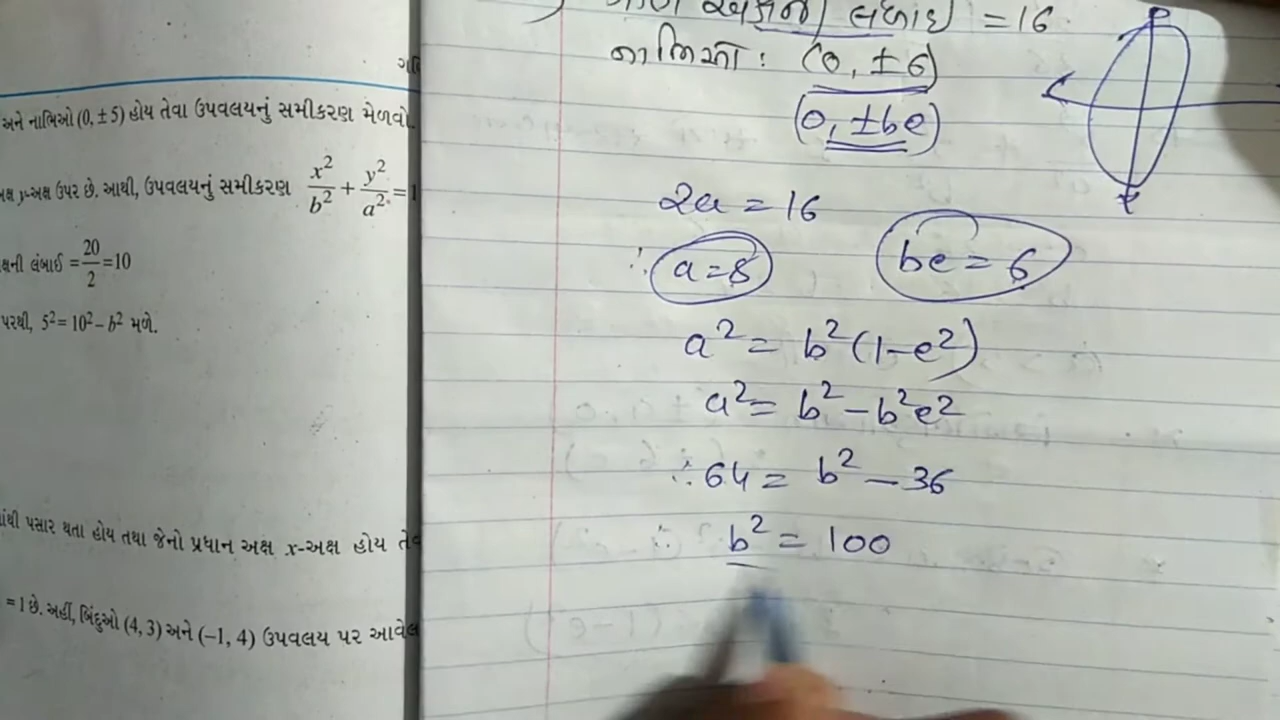 અને નાભિઓ (0, ± 5) હોય તેવા ઉપવલયનું સમીકરણ મેળવો.
y-અક્ષ ઉપર છે. આથી, ઉપવલયનું સમીકરણ x²/b² + y²/a² = 1
લંબાઈ = 20/2 = 10
પરથી, 5² = 10² – b² મળે.
પસાર થતા હોય તથા જેનો પ્રધાન અક્ષ x-અક્ષ હોય
= 1 છે. અહીં, બિંદુઓ (4, 3) અને (–1, 4) ઉપવલય પર
લંબાઈ = 16
નાભિઓ : (0, ±6)
(0, ±be)
2a = 16
∴ a = 8 be = 6
a² = b²(1-e²)
a² = b² - b²e²
∴ 64 = b² - 36
b² = 100